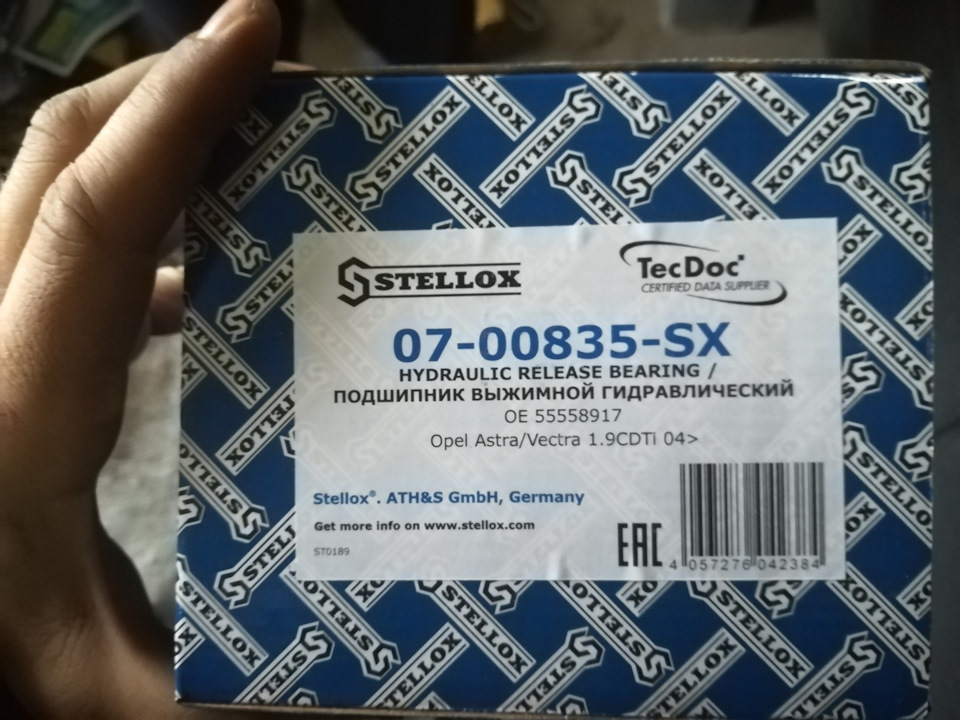 STELLOX
TecDoc
CERTIFIED DATA SUPPLIER
07-00835-SX
HYDRAULIC RELEASE BEARING /
ПОДШИПНИК ВЫЖИМНОЙ ГИДРАВЛИЧЕСКИЙ
OE 55558917
Opel Astra/Vectra 1.9CDTi 04>
Stellox®. ATH&S GmbH, Germany
Get more info on www.stellox.com
ST0189
EAC
4 057276 042384